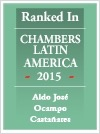 Ranked In
CHAMBERS
LATIN
AMERICA
2015
Aldo José
Ocampo
Castañares